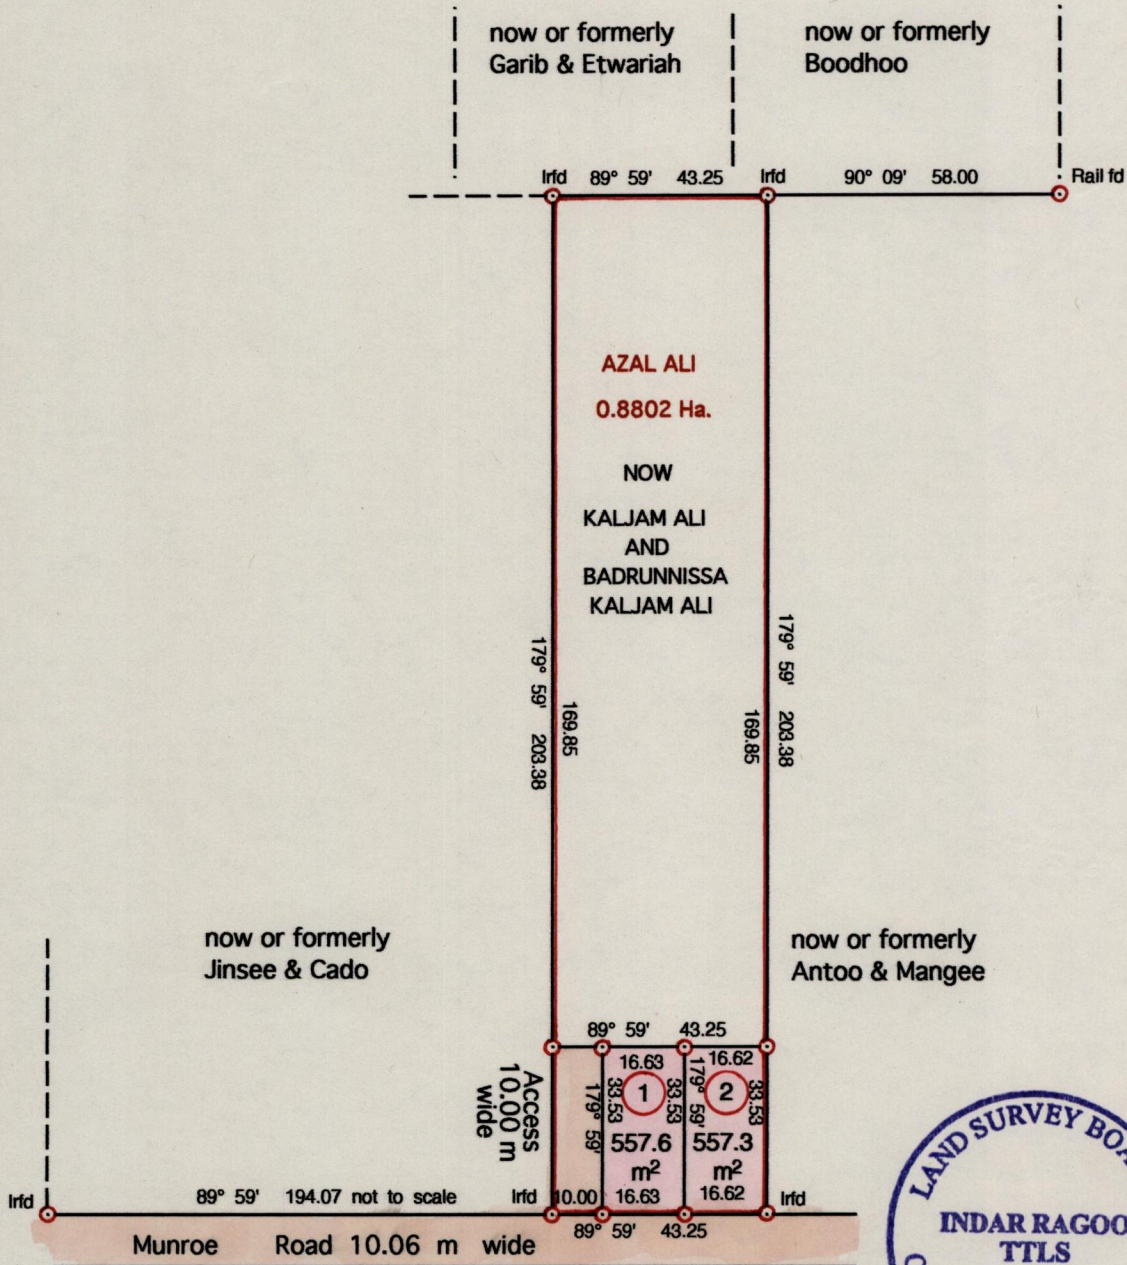 now or formerly
Garib & Etwariah
now or formerly
Boodhoo
Irfd 89° 59' 43.25 Irfd 90° 09' 58.00 Rail fd
AZAL ALI
0.8802 Ha.
NOW
KALJAM ALI
AND
BADRUNNISSA
KALJAM ALI
179° 59' 203.38
169.85
169.85
179° 59' 203.38
now or formerly
Jinsee & Cado
now or formerly
Antoo & Mangee
89° 59' 43.25
Access
10.00 m
wide
179° 59'
16.63
33.53
1
33.53
557.6
m²
16.63
179° 59'
16.62
2
33.53
557.3
m²
16.62
Irfd 89° 59' 194.07 not to scale Irfd 10.00 Irfd
89° 59' 43.25
Munroe Road 10.06 m wide
LAND SURVEY
INDAR
TTLS